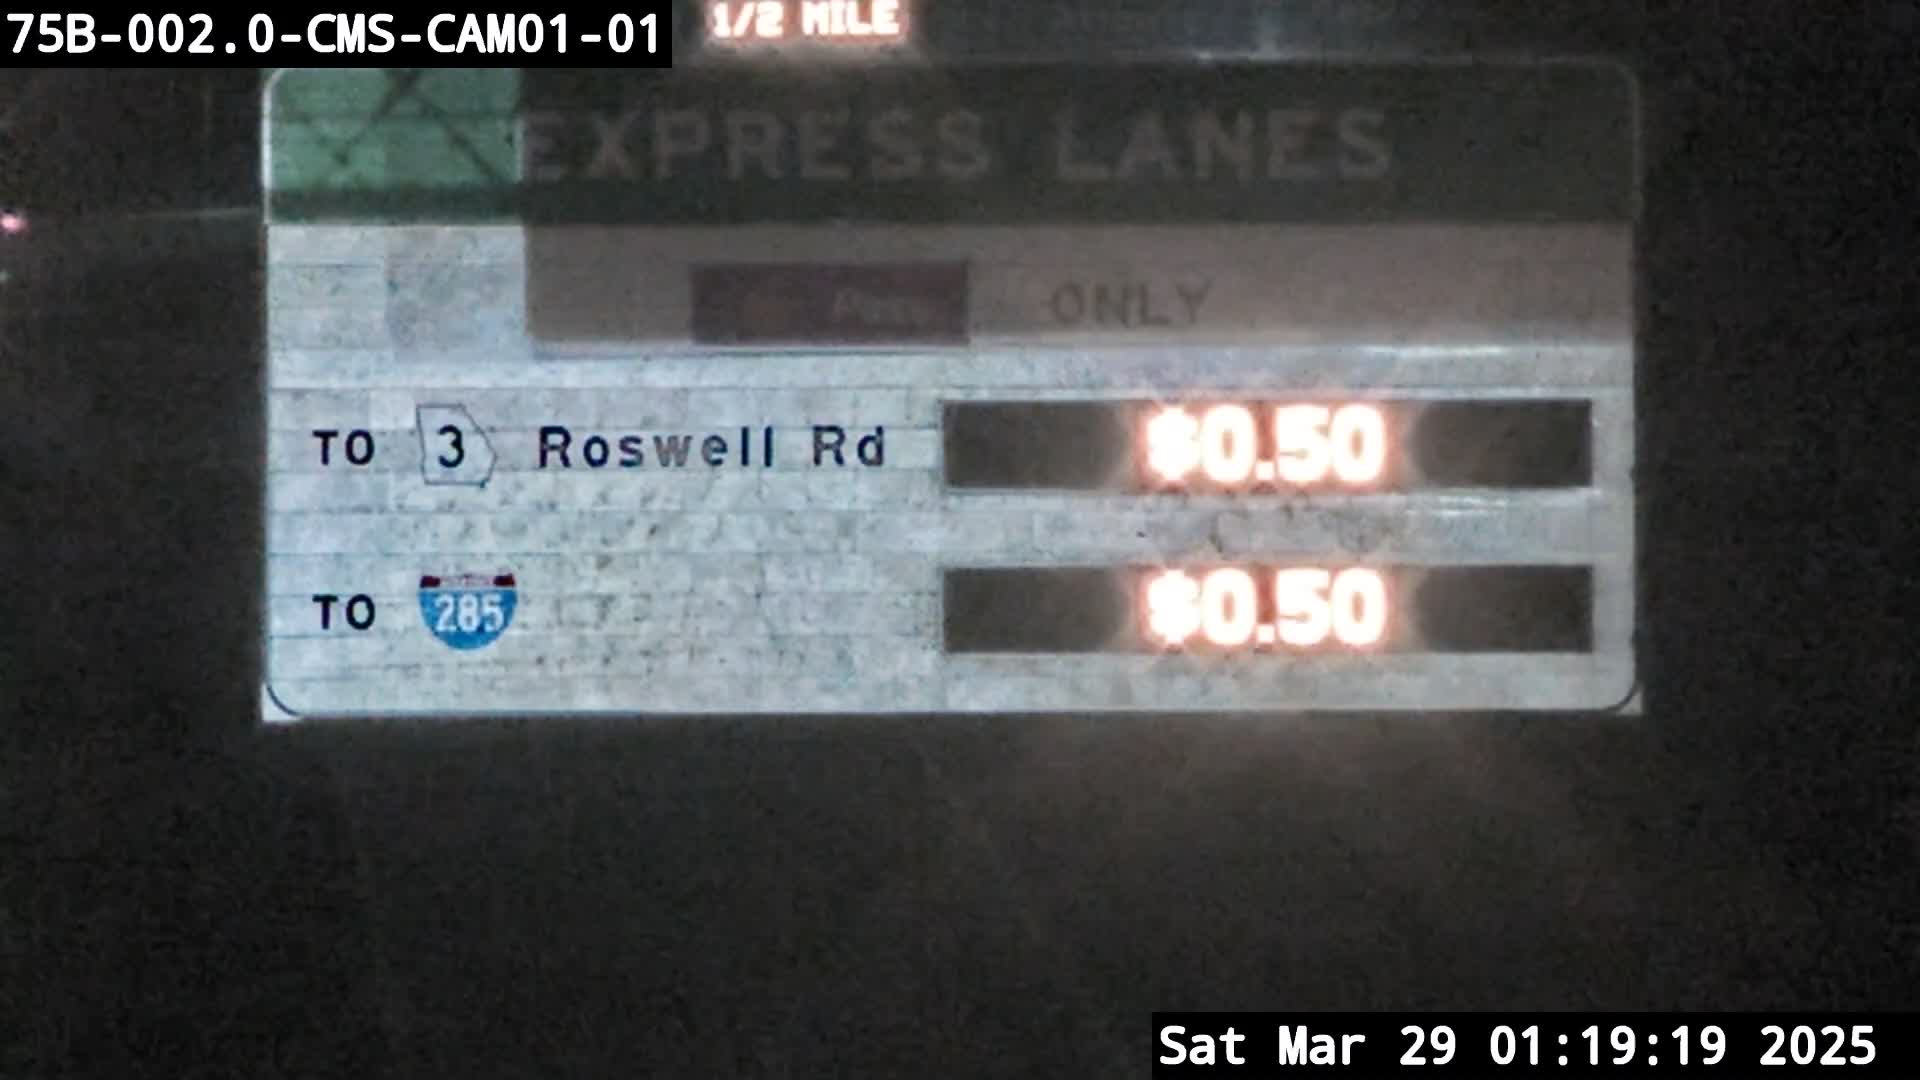 75B-002.0-CMS-CAM01-01
1/2 MILE
EXPRESS LANES
ONLY
TO 3 Roswell Rd $0.50
TO 285 $0.50
Sat Mar 29 01:19:19 2025